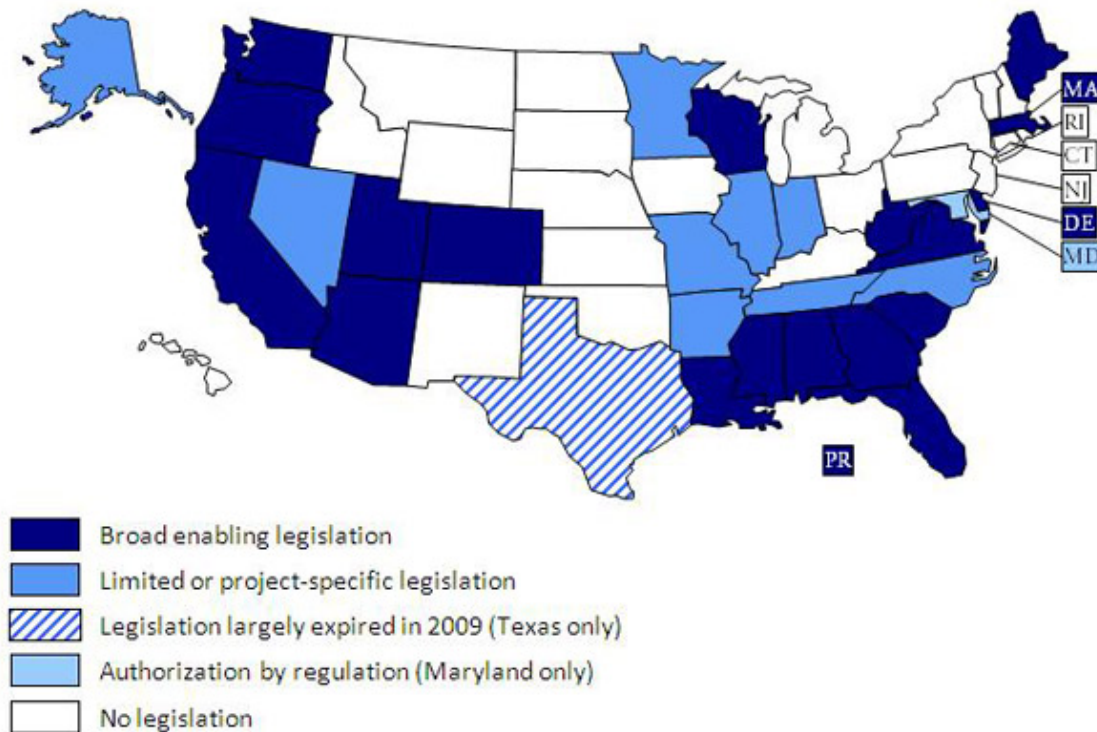 MA
RI
CT
NJ
DE
MD
PR
Broad enabling legislation
Limited or project-specific legislation
Legislation largely expired in 2009 (Texas only)
Authorization by regulation (Maryland only)
No legislation